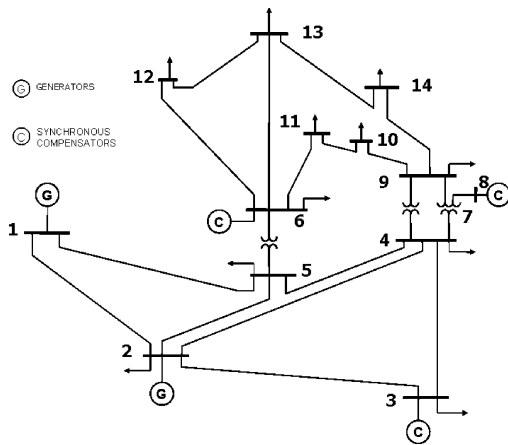 13
12
14
G GENERATORS
11
10
C SYNCHRONOUS
COMPENSATORS
9
8
C
G
C
6
7
1
4
5
2
G
3
C